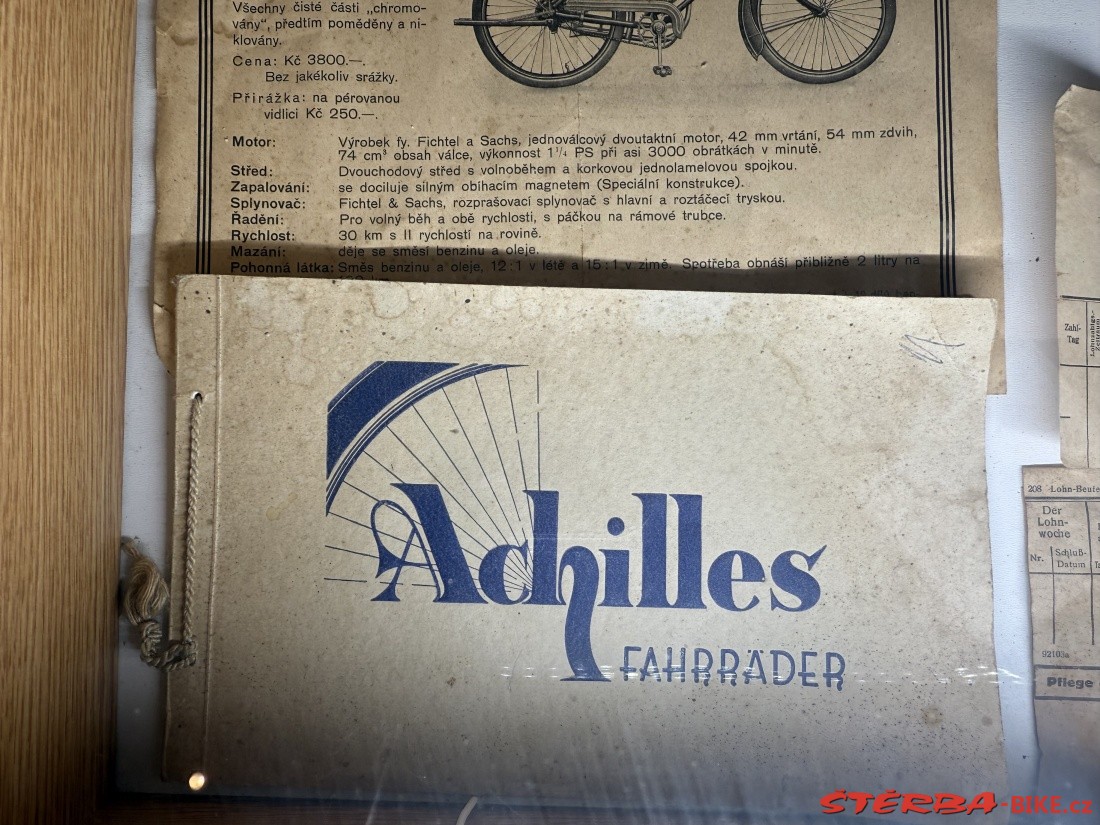 Všechny čisté části „chromo-
vány", předtím poměděny a ni-
klovány.
Cena: Kč 3800.—.
Bez jakékoliv srážky.
Přirážka: na pérovanou
vidlici Kč 250.—.
Motor: Výrobek fy. Fichtel a Sachs, jednoválcový dvoutaktní motor, 42 mm vrtání, 54 mm zdvih,
74 cm³ obsah válce, výkonnost 1¼ PS při asi 3000 obrátkách v minutě.
Střed: Dvouchodový střed s volnoběhem a korkovou jednolamelovou spojkou.
Zapalování: se dociluje silným obíhacím magnetem (Speciální konstrukce).
Splynovač: Fichtel & Sachs, rozprašovací splynovač s hlavní a roztáčecí tryskou.
Řadění: Pro volný běh a obě rychlosti, s páčkou na rámové trubce.
Rychlost: 30 km s II rychlostí na rovině.
Mazání: děje se směsí benzinu a oleje.
Pohonná látka: Směs benzinu a oleje, 12:1 v létě a 15:1 v zimě. Spotřeba obnáší přibližně 2 litry na
Achilles
FAHRRÄDER
Zahl-
Tag
208 Lohn-Beute
Der
Lohn-
woche
Nr. Schluß-
Datum
92103a
Pflege
ŠTĚRBA-BIKE.cz